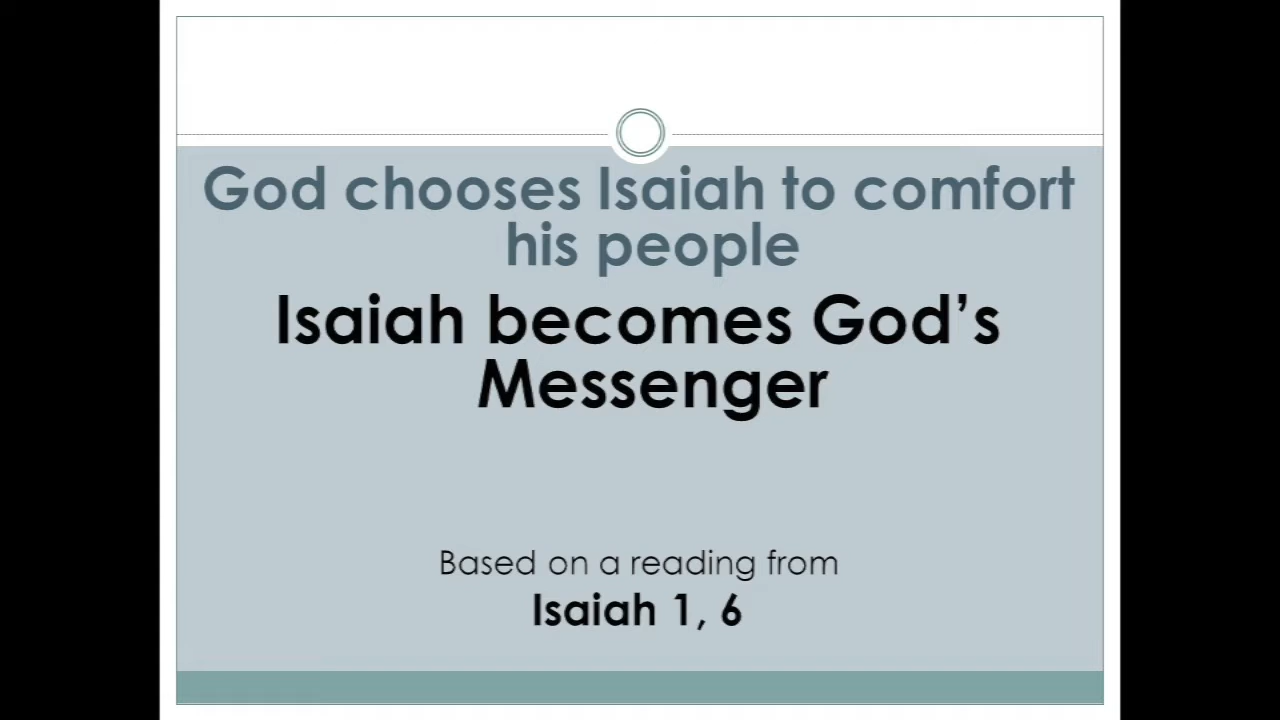 God chooses Isaiah to comfort
his people
Isaiah becomes God’s
Messenger
Based on a reading from
Isaiah 1, 6